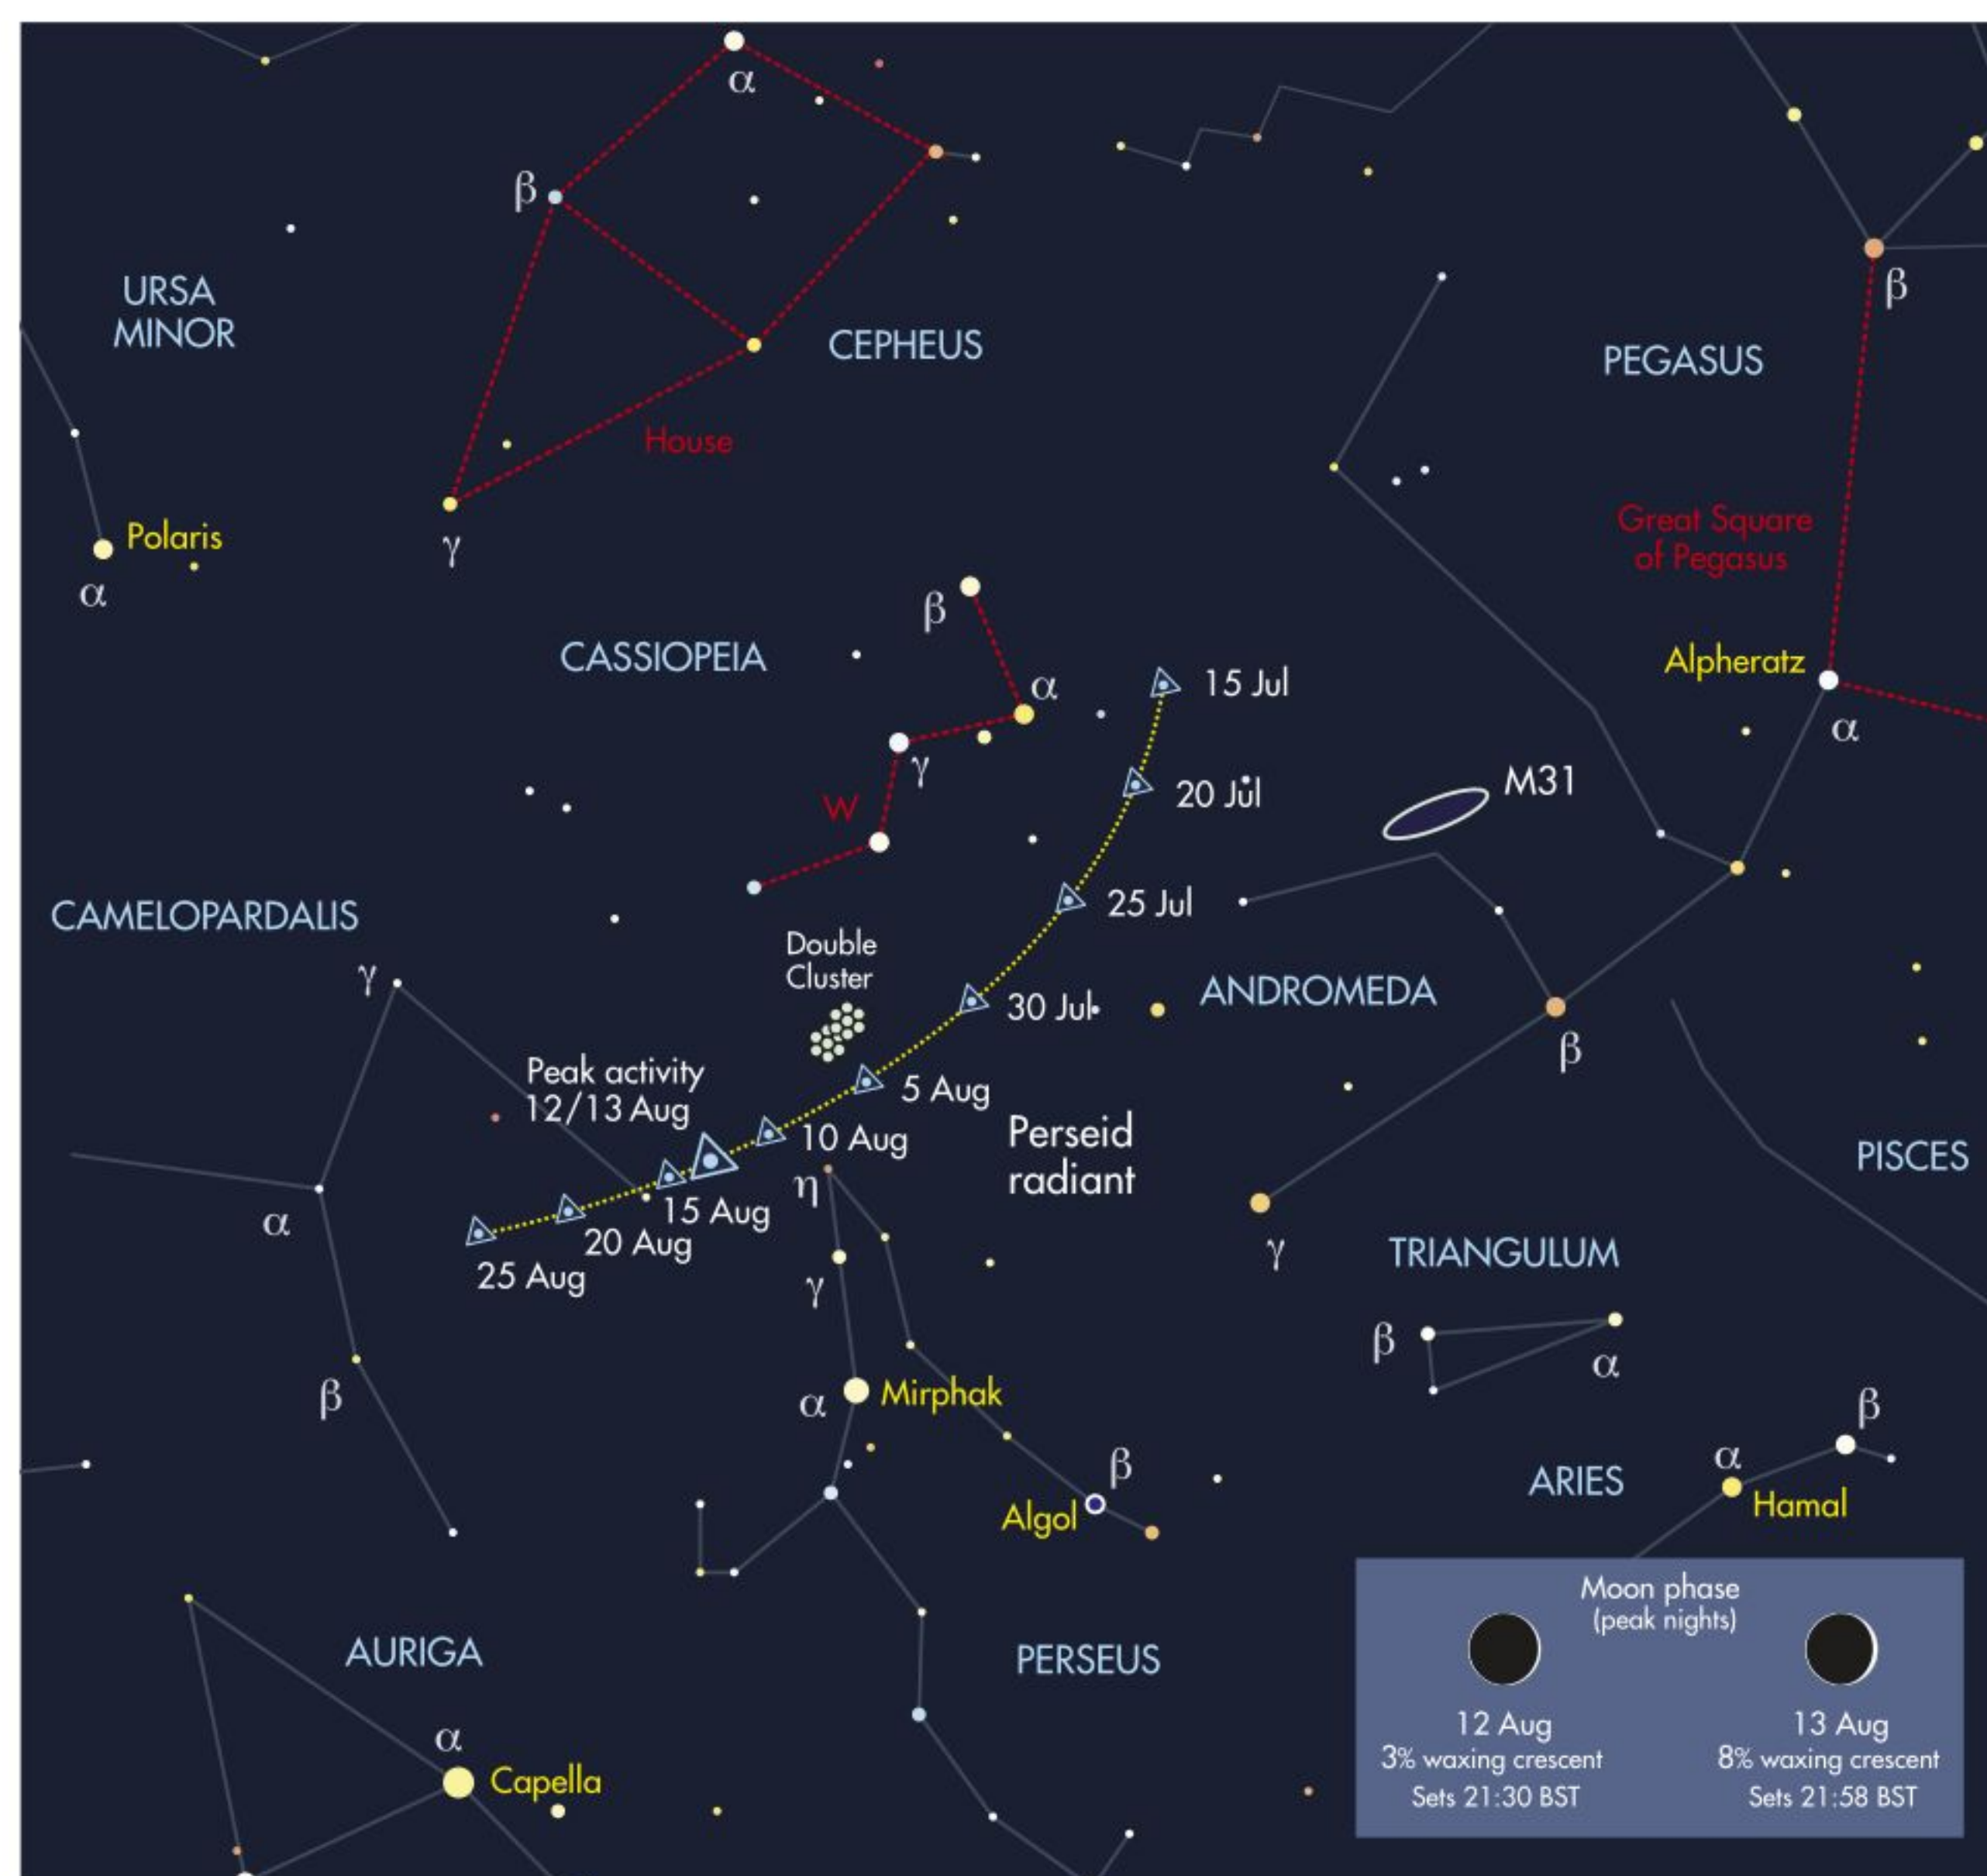 α
β
URSA
MINOR
CEPHEUS
β
PEGASUS
House
Great Square
of Pegasus
Polaris
α
γ
β
CASSIOPEIA
α
15 Jul
Alpheratz
α
γ
W
20 Jul
M31
25 Jul
CAMELOPARDALIS
γ
Double
Cluster
30 Jul
ANDROMEDA
β
Peak activity
12/13 Aug
5 Aug
10 Aug
Perseid
radiant
PISCES
η
15 Aug
20 Aug
25 Aug
α
γ
γ
TRIANGULUM
β
α
β
α
Mirphak
β
Algol
α
β
ARIES
Hamal
AURIGA
PERSEUS
α
Capella
Moon phase
(peak nights)
12 Aug
3% waxing crescent
Sets 21:30 BST
13 Aug
8% waxing crescent
Sets 21:58 BST